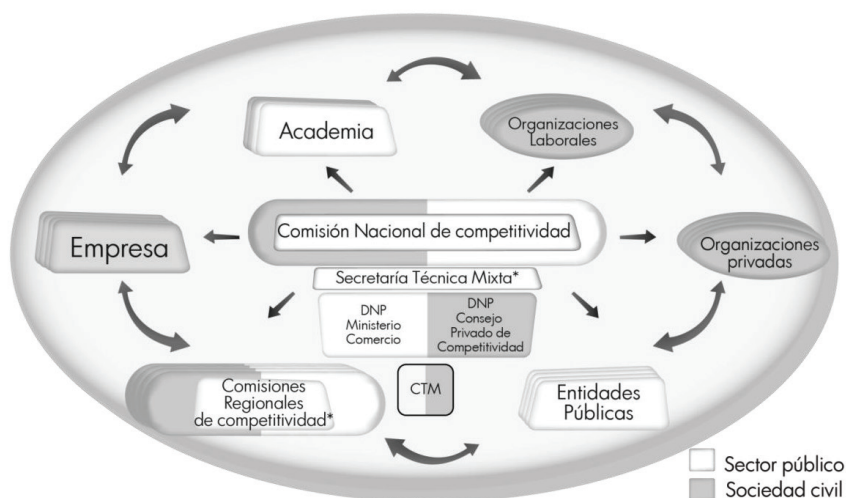 Academia
Organizaciones
Laborales
Empresa
Comisión Nacional de competitividad
Organizaciones
privadas
Secretaría Técnica Mixta*
DNP
Ministerio
Comercio
DNP
Consejo
Privado de
Competitividad
Comisiones
Regionales
de competitividad*
CTM
Entidades
Públicas
Sector público
Sociedad civil